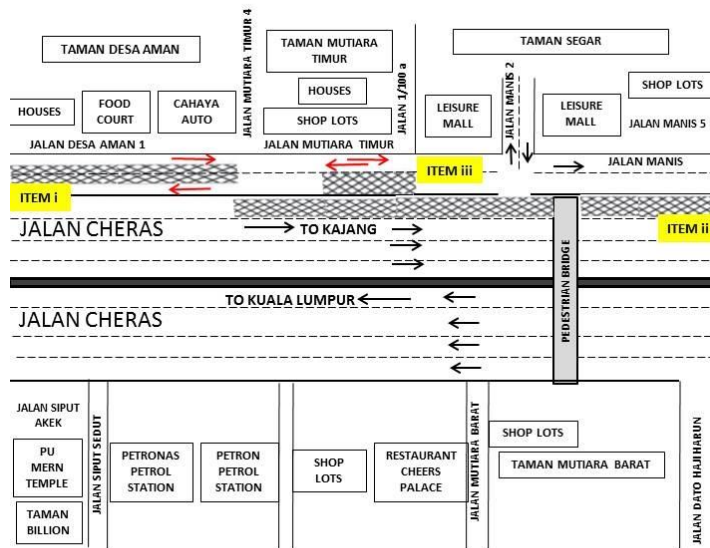 TAMAN DESA AMAN
JALAN MUTIARA TIMUR 4
TAMAN MUTIARA
TIMUR
TAMAN SEGAR
HOUSES
FOOD
COURT
CAHAYA
AUTO
HOUSES
SHOP LOTS
JALAN 1/100 a
LEISURE
MALL
JALAN MANIS 2
LEISURE
MALL
SHOP LOTS
JALAN MANIS 5
JALAN DESA AMAN 1
JALAN MUTIARA TIMUR
JALAN MANIS
ITEM iii
ITEM i
JALAN CHERAS
TO KAJANG
ITEM ii
PEDESTRIAN BRIDGE
TO KUALA LUMPUR
JALAN CHERAS
JALAN SIPUT
AKEK
PU
MERN
TEMPLE
TAMAN
BILLION
JALAN SIPUT SEDUT
PETRONAS
PETROL
STATION
PETRON
PETROL
STATION
SHOP
LOTS
RESTAURANT
CHEERS
PALACE
JALAN MUTIARA BARAT
SHOP LOTS
TAMAN MUTIARA BARAT
JALAN DATO HAJI HARUN